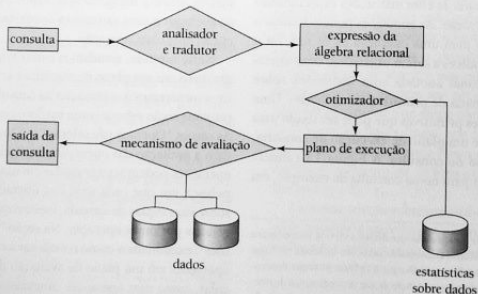 consulta
analisador
e tradutor
expressão da
álgebra relacional
otimizador
saída da
consulta
mecanismo de avaliação
plano de execução
dados
estatísticas
sobre dados